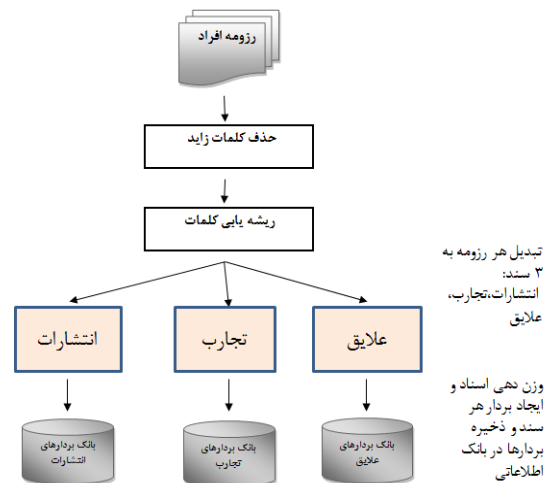 رزومه افراد
حذف کلمات زاید
ریشه یابی کلمات
تبدیل هر رزومه به
۳ سند:
انتشارات،تجارب،
علایق
علایق
تجارب
انتشارات
وزن دهی اسناد و
ایجاد بردار هر
سند و ذخیره
بردارها در بانک
اطلاعاتی
بانک بردارهای
علایق
بانک بردارهای
تجارب
بانک بردارهای
انتشارات